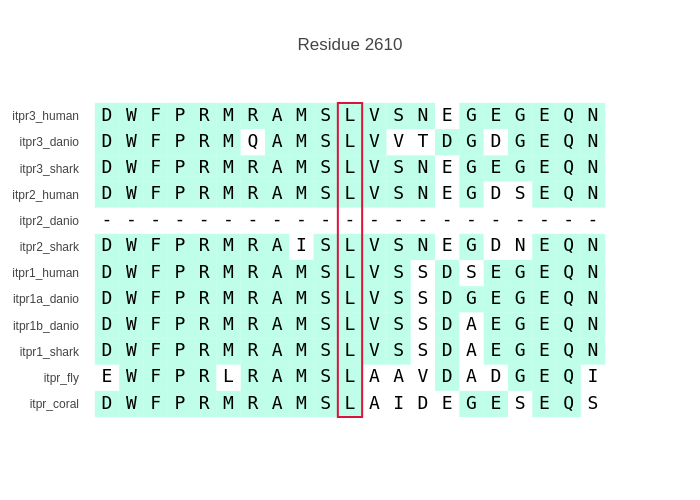 Residue 2610
itpr3_human D W F P R M R A M S L V S N E G E G E Q N
itpr3_danio D W F P R M Q A M S L V V T D G D G E Q N
itpr3_shark D W F P R M R A M S L V S N E G E G E Q N
itpr2_human D W F P R M R A M S L V S N E G D S E Q N
itpr2_danio - - - - - - - - - - - - - - - - - - - - -
itpr2_shark D W F P R M R A I S L V S N E G D N E Q N
itpr1_human D W F P R M R A M S L V S S D S E G E Q N
itpr1a_danio D W F P R M R A M S L V S S D G E G E Q N
itpr1b_danio D W F P R M R A M S L V S S D A E G E Q N
itpr1_shark D W F P R M R A M S L V S S D A E G E Q N
itpr_fly E W F P R L R A M S L A A V D A D G E Q I
itpr_coral D W F P R M R A M S L A I D E G E S E Q S